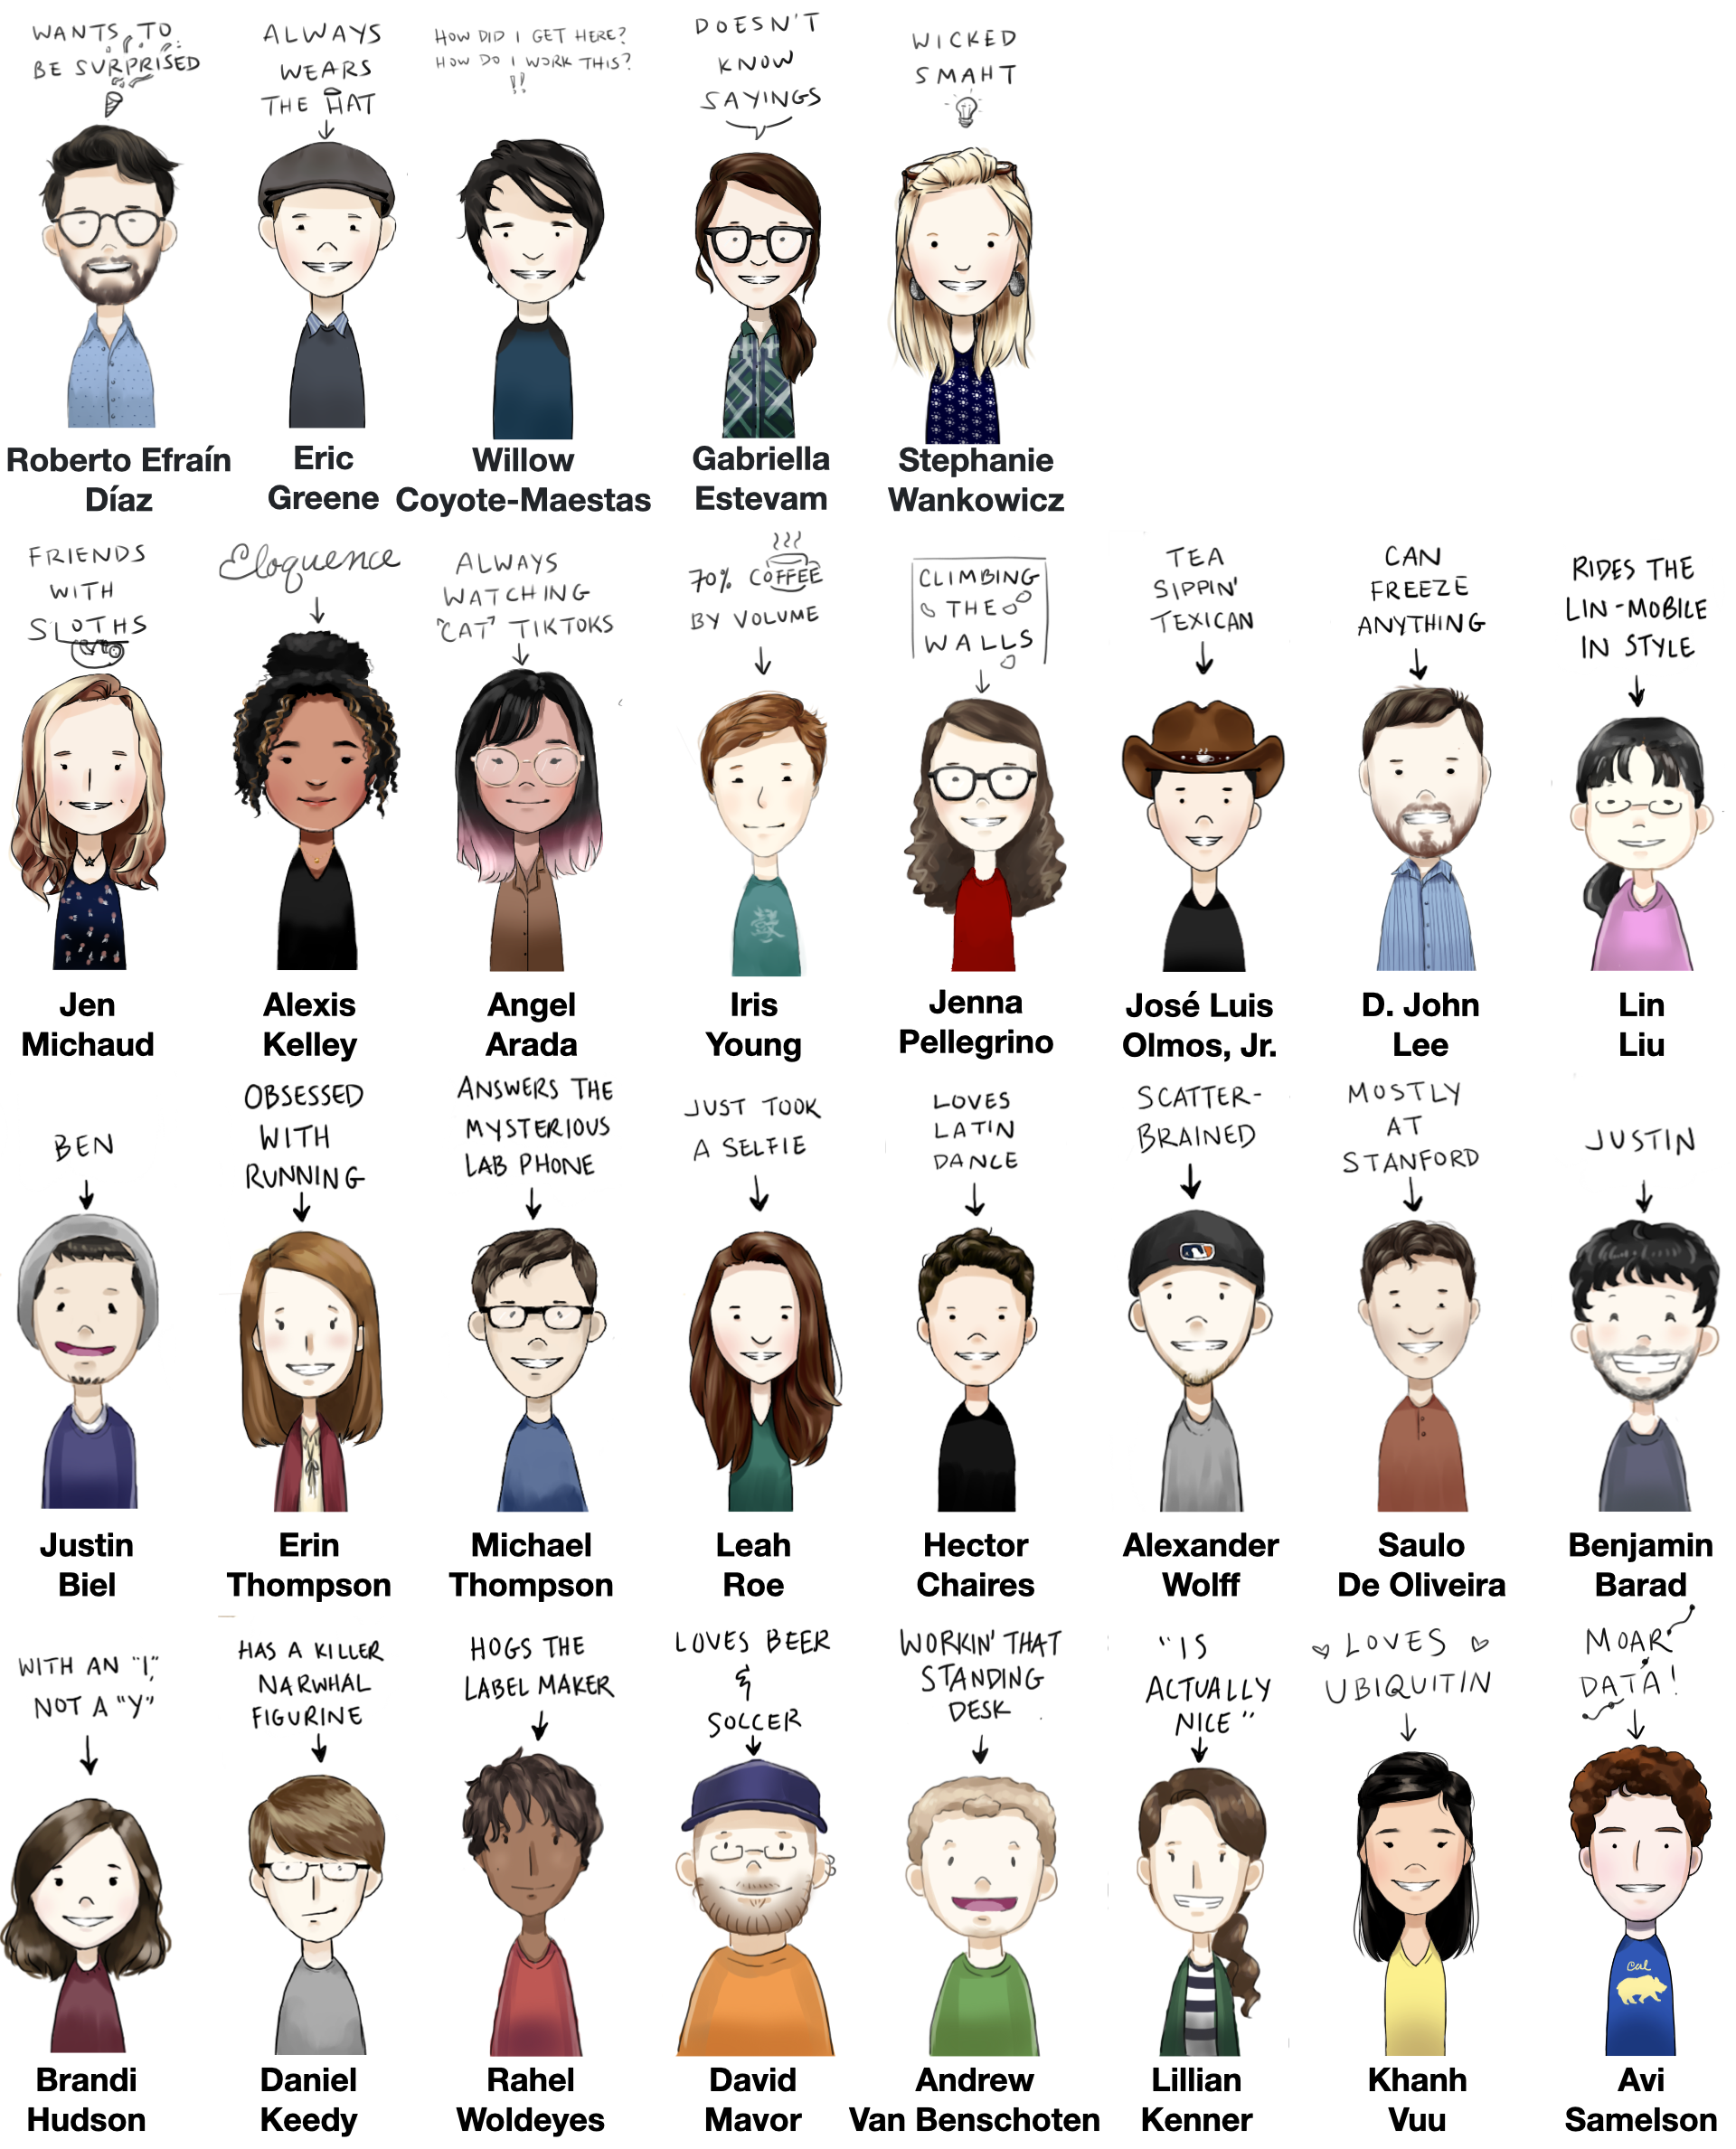 WANTS TO
BE SURPRISED
Roberto Efraín
Díaz
ALWAYS
WEARS
THE HAT
Eric
Greene
HOW DID I GET HERE?
HOW DO I WORK THIS?
!!
Willow
Coyote-Maestas
DOESN'T
KNOW
SAYINGS
Gabriella
Estevam
WICKED
SMAHT
Stephanie
Wankowicz
FRIENDS
WITH
SLOTHS
Jen
Michaud
Eloquence
Alexis
Kelley
ALWAYS
WATCHING
"CAT" TIKTOKS
Angel
Arada
70% COFFEE
BY VOLUME
Iris
Young
CLIMBING
THE
WALLS
Jenna
Pellegrino
TEA
SIPPIN'
TEXICAN
José Luis
Olmos, Jr.
CAN
FREEZE
ANYTHING
D. John
Lee
RIDES THE
LIN-MOBILE
IN STYLE
Lin
Liu
BEN
Justin
Biel
OBSESSED
WITH
RUNNING
Erin
Thompson
ANSWERS THE
MYSTERIOUS
LAB PHONE
Michael
Thompson
JUST TOOK
A SELFIE
Leah
Roe
LOVES
LATIN
DANCE
Hector
Chaires
SCATTER-
BRAINED
Alexander
Wolff
MOSTLY
AT
STANFORD
Saulo
De Oliveira
JUSTIN
Benjamin
Barad
WITH AN "I,"
NOT A "Y"
Brandi
Hudson
HAS A KILLER
NARWHAL
FIGURINE
Daniel
Keedy
HOGS THE
LABEL MAKER
Rahel
Woldeyes
LOVES BEER
&
SOCCER
David
Mavor
WORKIN' THAT
STANDING
DESK
Andrew
Van Benschoten
"IS
ACTUALLY
NICE"
Lillian
Kenner
LOVES
UBIQUITIN
Khanh
Vuu
MOAR
DATA!
Cal
Avi
Samelson